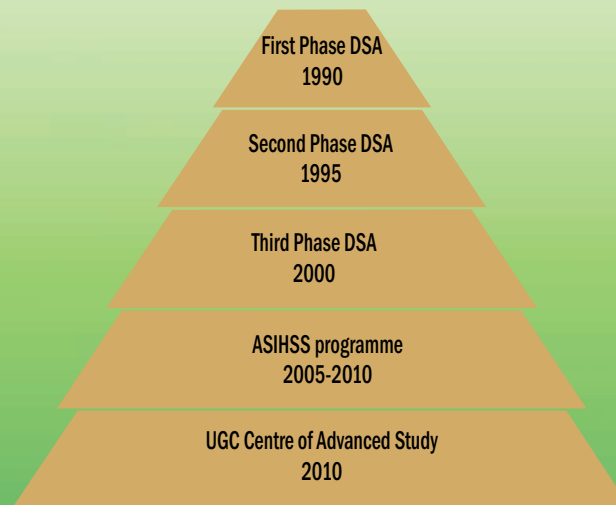 First Phase DSA
1990
Second Phase DSA
1995
Third Phase DSA
2000
ASIHSS programme
2005-2010
UGC Centre of Advanced Study
2010